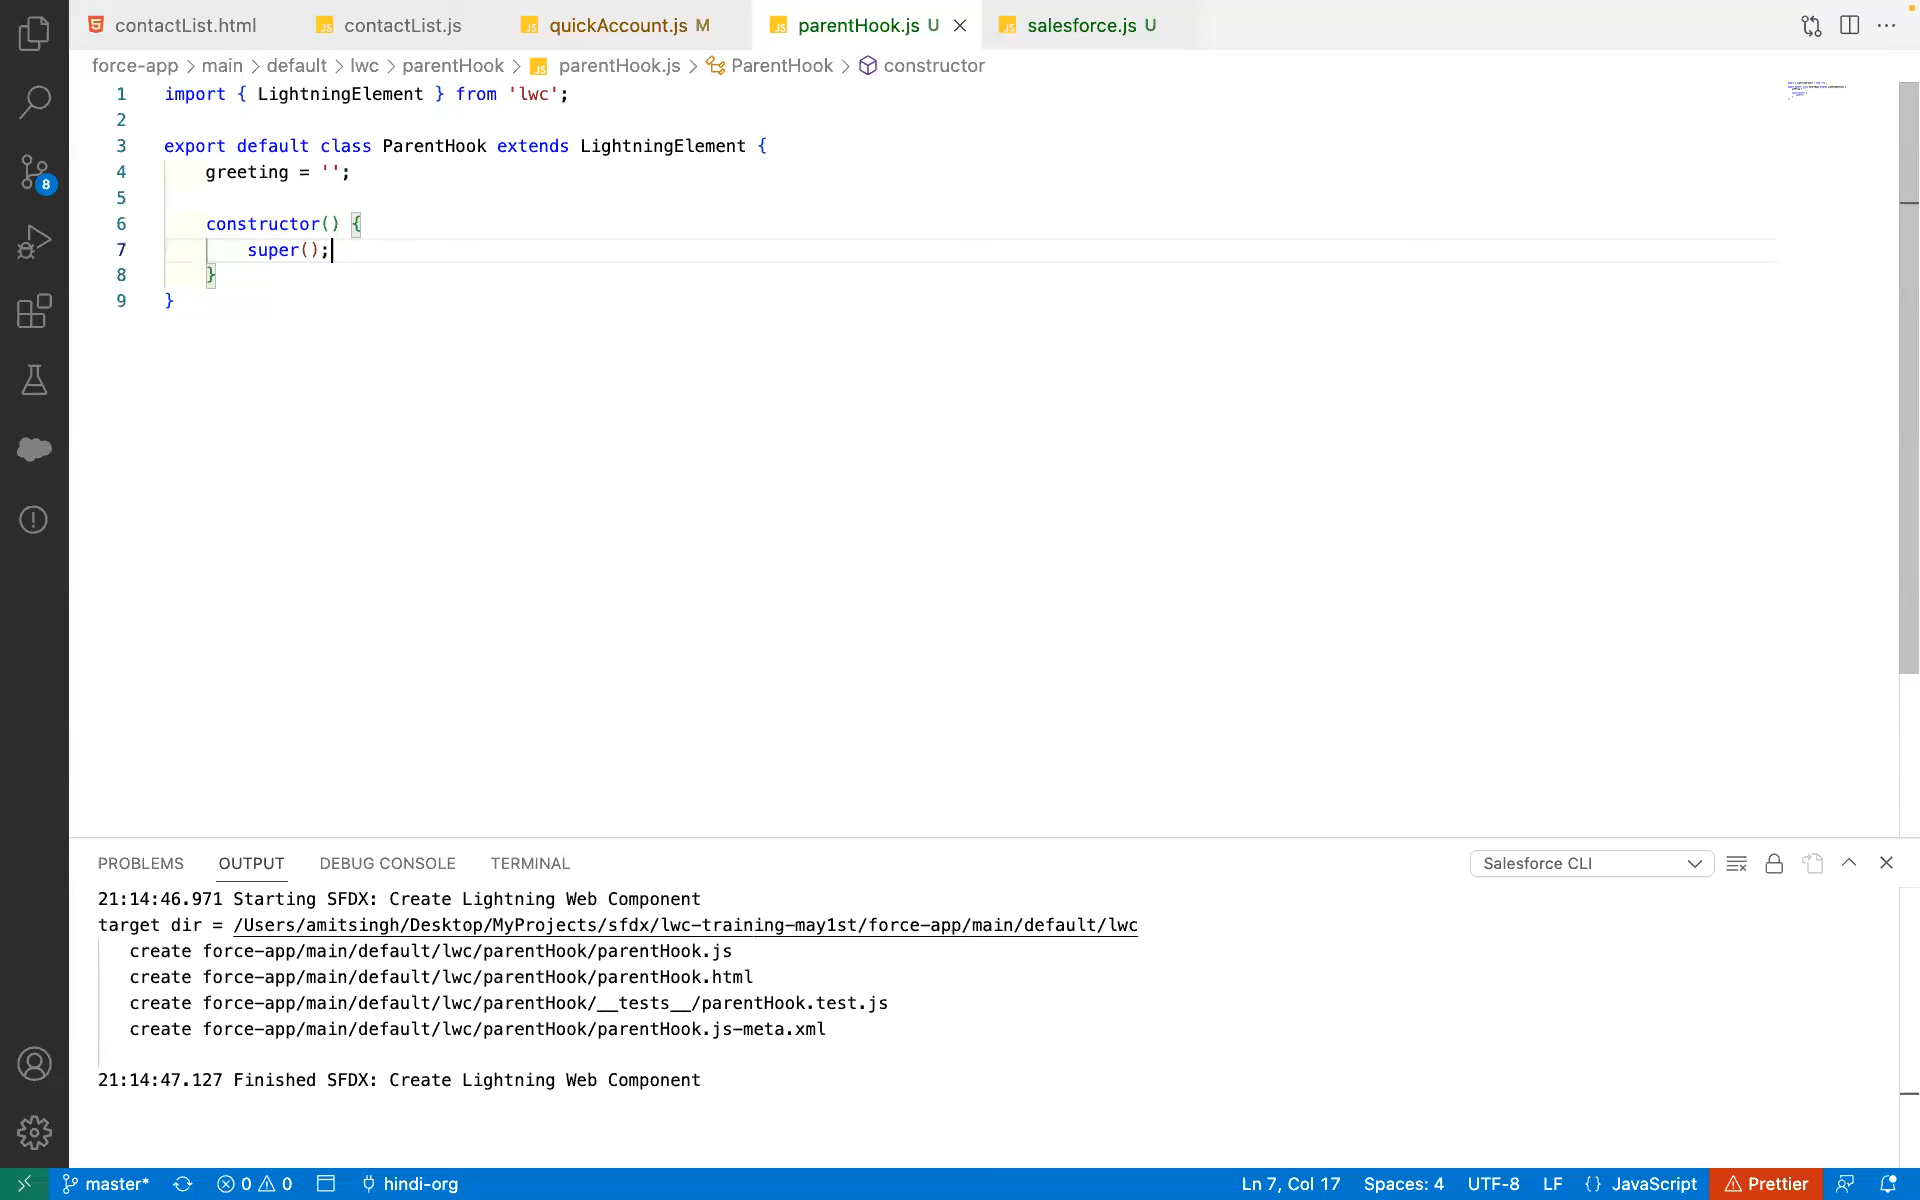 contactList.html
contactList.js
quickAccount.js M
parentHook.js U
salesforce.js U
force-app > main > default > lwc > parentHook > parentHook.js > ParentHook > constructor
1 import { LightningElement } from 'lwc';
2
3 export default class ParentHook extends LightningElement {
4 greeting = '';
5
6 constructor() {
7 super();
8 }
9 }
8
PROBLEMS OUTPUT DEBUG CONSOLE TERMINAL
Salesforce CLI
21:14:46.971 Starting SFDX: Create Lightning Web Component
target dir = /Users/amitsingh/Desktop/MyProjects/sfdx/lwc-training-may1st/force-app/main/default/lwc
create force-app/main/default/lwc/parentHook/parentHook.js
create force-app/main/default/lwc/parentHook/parentHook.html
create force-app/main/default/lwc/parentHook/__tests__/parentHook.test.js
create force-app/main/default/lwc/parentHook/parentHook.js-meta.xml
21:14:47.127 Finished SFDX: Create Lightning Web Component
master* 0 0 hindi-org Ln 7, Col 17 Spaces: 4 UTF-8 LF {} JavaScript Prettier